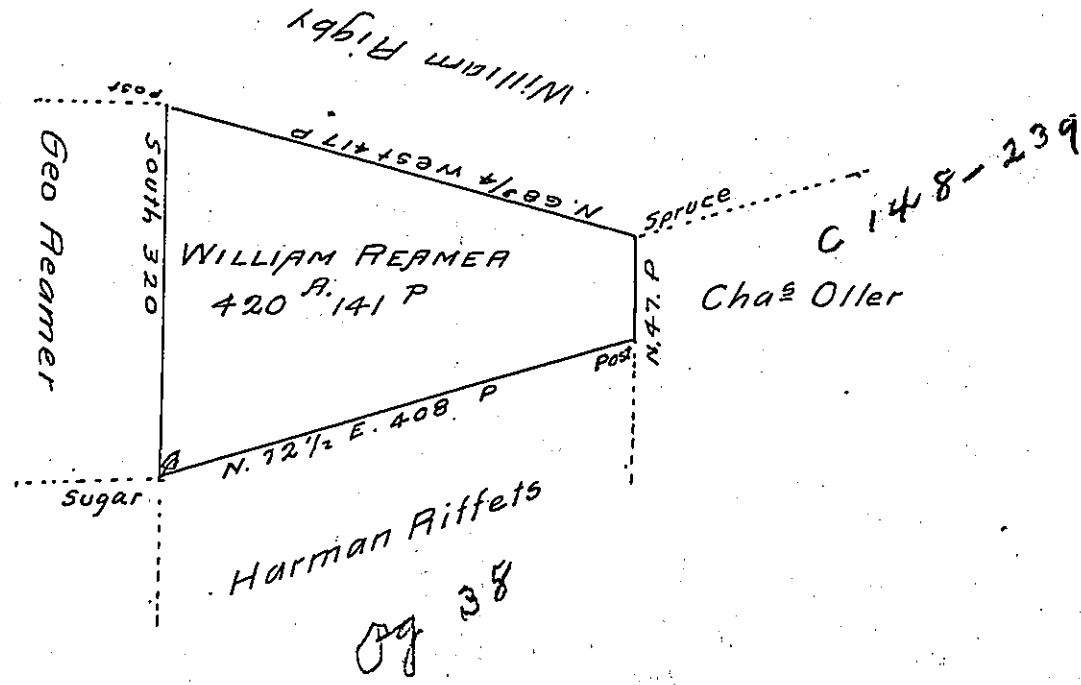 William Rigby
Post
N. 68 3/4 West 417 P
Spruce
C 148-239
Geo Reamer
South 320
WILLIAM REAMER
420 A. 141 P
N. 47. P
Chas Oller
Post
N. 72 1/2 E. 408 P
Sugar
Harman Riffets
pg 38